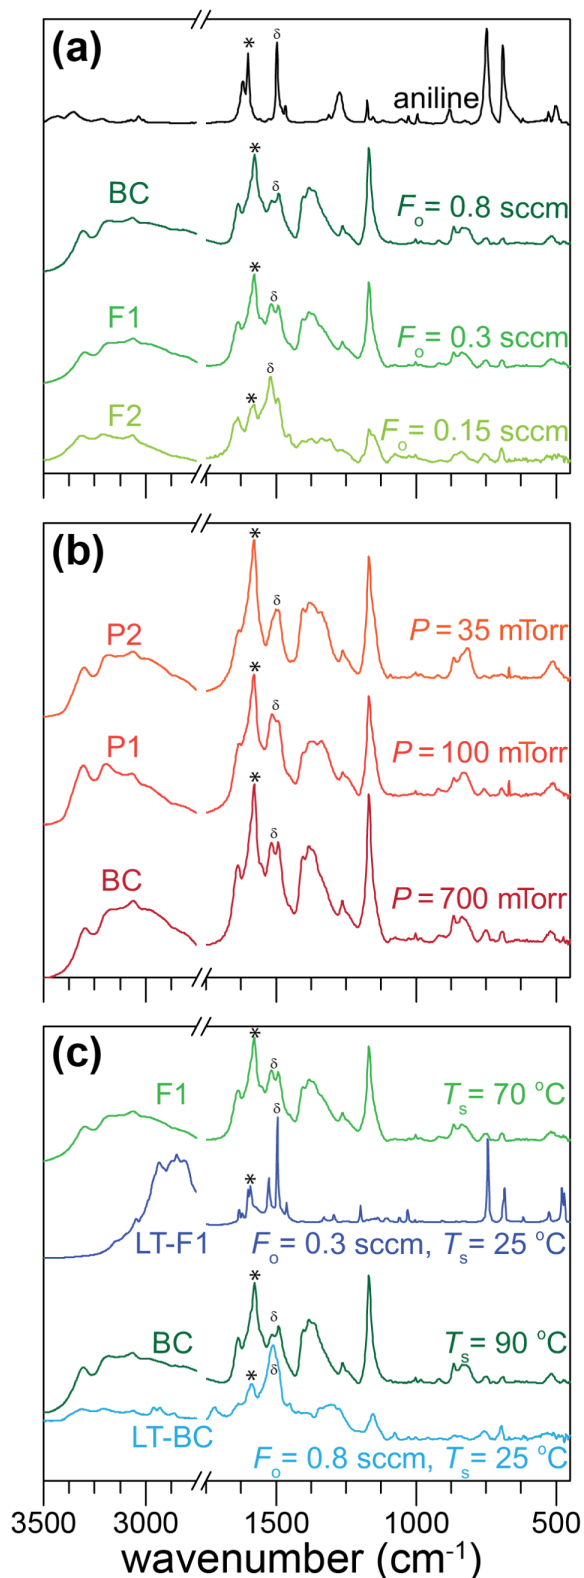 (a)
* δ
aniline
*
BC δ Fo = 0.8 sccm
*
F1 δ Fo = 0.3 sccm
δ
F2 * Fo = 0.15 sccm
(b)
*
P2 δ P = 35 mTorr
*
P1 δ P = 100 mTorr
*
BC δ P = 700 mTorr
(c)
*
F1 δ Ts = 70 °C
δ
*
LT-F1 Fo = 0.3 sccm, Ts = 25 °C
*
BC δ Ts = 90 °C
* δ
LT-BC
Fo = 0.8 sccm, Ts = 25 °C
3500 3000 1500 1000 500
wavenumber (cm⁻¹)